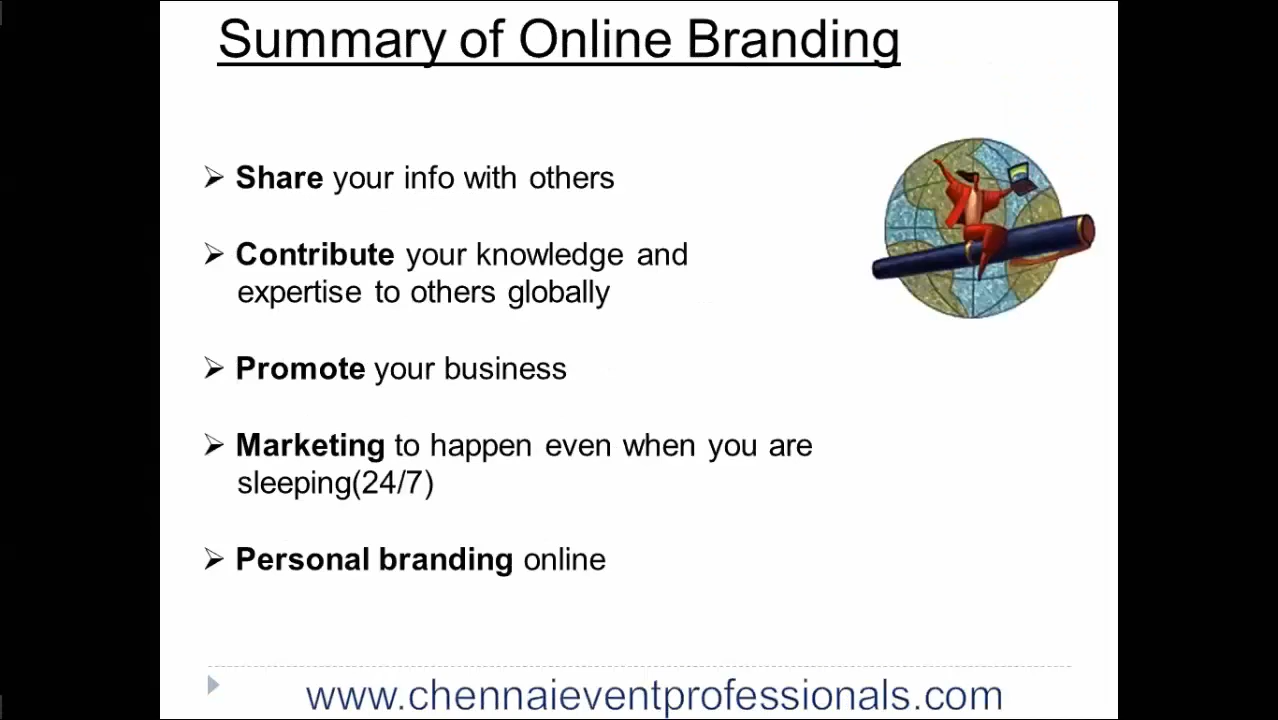 Summary of Online Branding
➢ Share your info with others
➢ Contribute your knowledge and
expertise to others globally
➢ Promote your business
➢ Marketing to happen even when you are
sleeping(24/7)
➢ Personal branding online
www.chennaieventprofessionals.com